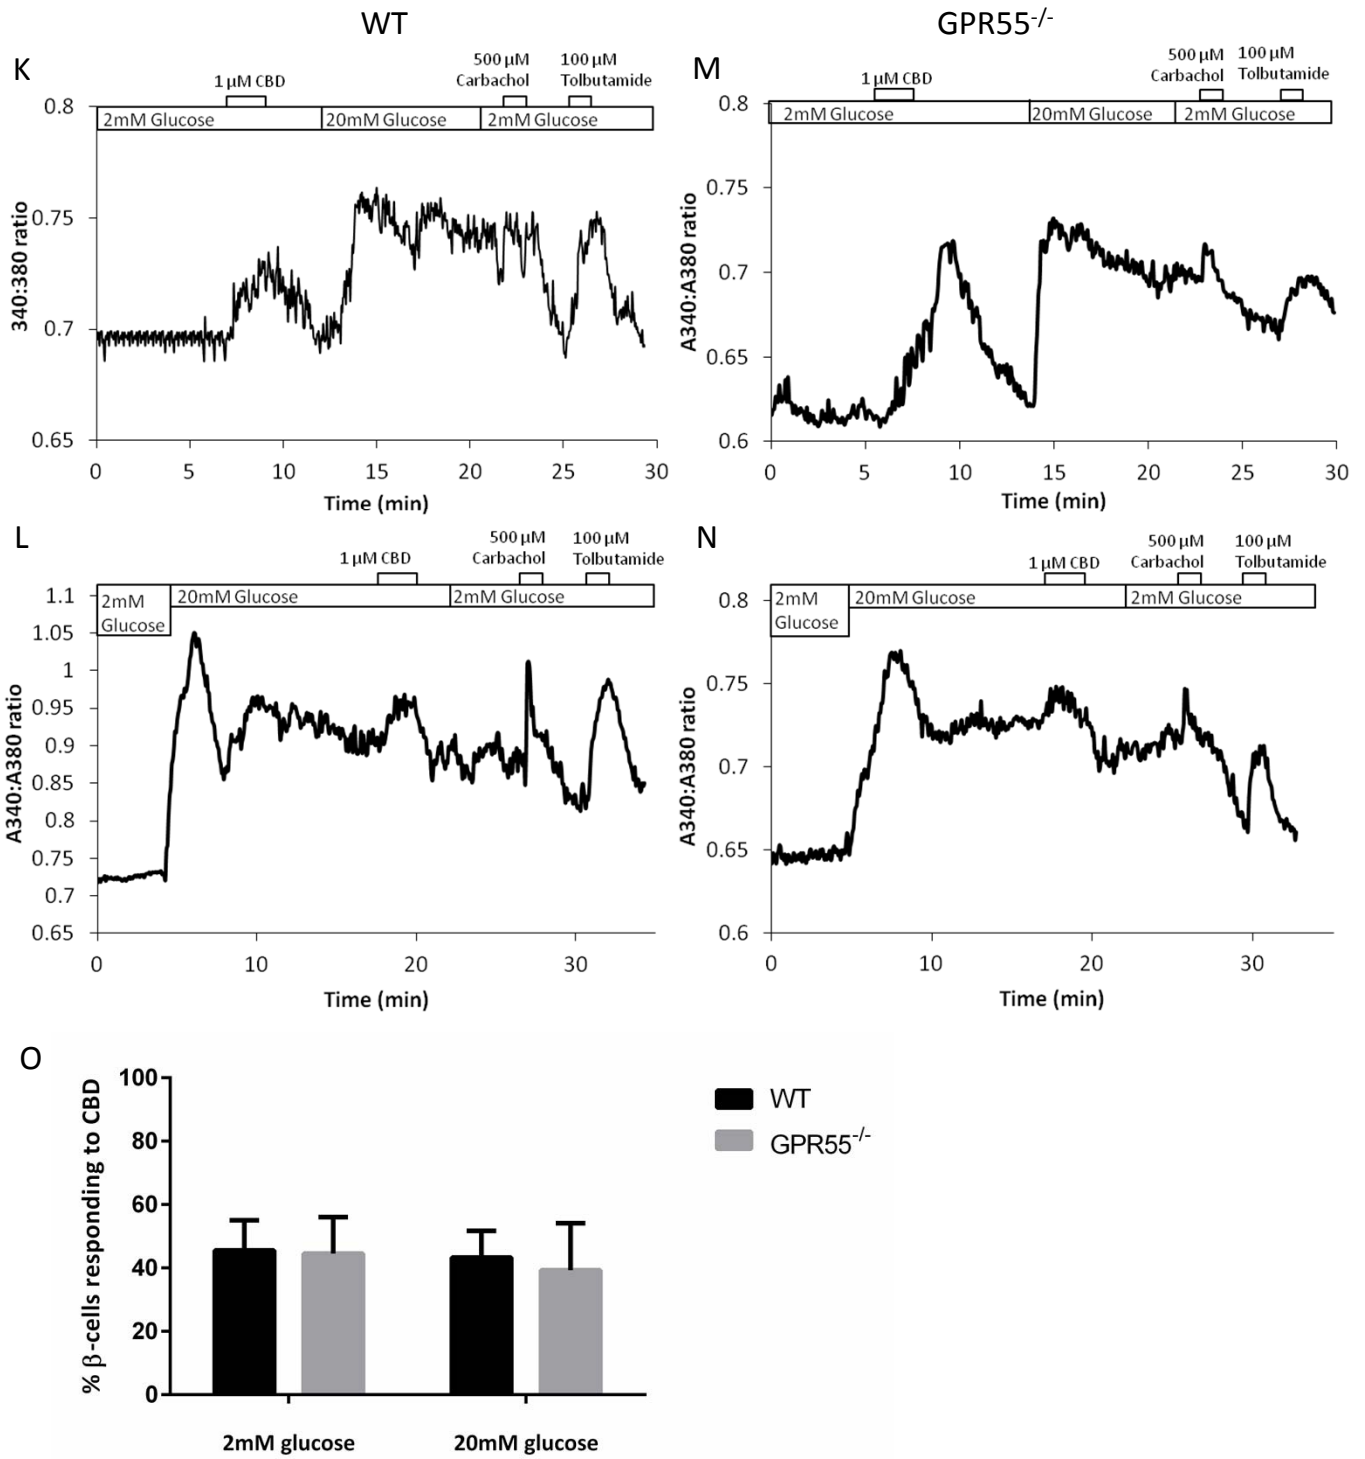 WT
GPR55-/-
K
500 µM
Carbachol
100 µM
Tolbutamide
1 µM CBD
2mM Glucose
20mM Glucose
2mM Glucose
0.8
0.75
0.7
0.65
340:380 ratio
0
5
10
15
20
25
30
Time (min)
M
500 µM
Carbachol
100 µM
Tolbutamide
1 µM CBD
2mM Glucose
20mM Glucose
2mM Glucose
0.8
0.75
0.7
0.65
0.6
A340:A380 ratio
0
5
10
15
20
25
30
Time (min)
L
500 µM
Carbachol
100 µM
Tolbutamide
1 µM CBD
2mM
Glucose
20mM Glucose
2mM Glucose
1.1
1.05
1
0.95
0.9
0.85
0.8
0.75
0.7
0.65
A340:A380 ratio
0
10
20
30
Time (min)
N
500 µM
Carbachol
100 µM
Tolbutamide
1 µM CBD
2mM
Glucose
20mM Glucose
2mM Glucose
0.8
0.75
0.7
0.65
0.6
A340:A380 ratio
0
10
20
30
Time (min)
O
100
80
60
40
20
0
% β-cells responding to CBD
2mM glucose
20mM glucose
WT
GPR55-/-